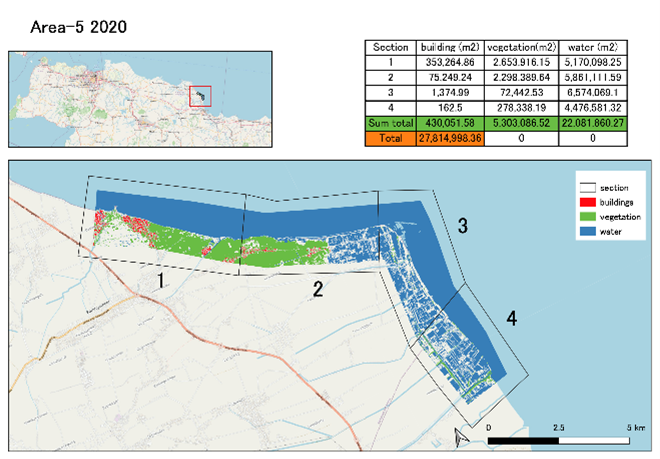 Area-5 2020
Section building (m2) vegetation(m2) water (m2)
1 353,264.86 2.653.916.15 5,170,098.25
2 75.249.24 2.298.389.64 5,861,111.59
3 1,374.99 72,442.53 6,574,069.1
4 162.5 278,338.19 4,476,581.32
Sum total 430,051.58 5.303,086.52 22.081,860.27
Total 27,814,998.36 0 0
section
buildings
vegetation
water
3
1
2
4
0 2.5 5 km